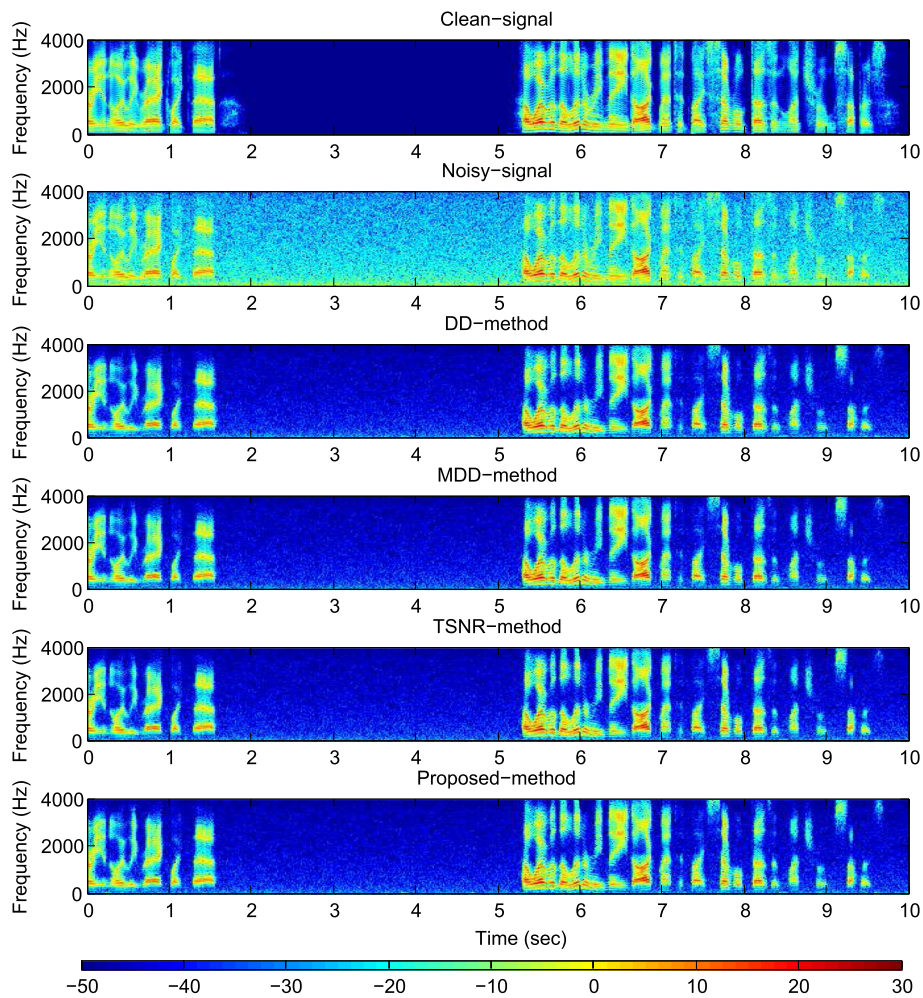 Clean−signal
Frequency (Hz)
4000
2000
0
0 1 2 3 4 5 6 7 8 9 10
Noisy−signal
Frequency (Hz)
4000
2000
0
0 1 2 3 4 5 6 7 8 9 10
DD−method
Frequency (Hz)
4000
2000
0
0 1 2 3 4 5 6 7 8 9 10
MDD−method
Frequency (Hz)
4000
2000
0
0 1 2 3 4 5 6 7 8 9 10
TSNR−method
Frequency (Hz)
4000
2000
0
0 1 2 3 4 5 6 7 8 9 10
Proposed−method
Frequency (Hz)
4000
2000
0
0 1 2 3 4 5 6 7 8 9 10
Time (sec)
−50 −40 −30 −20 −10 0 10 20 30